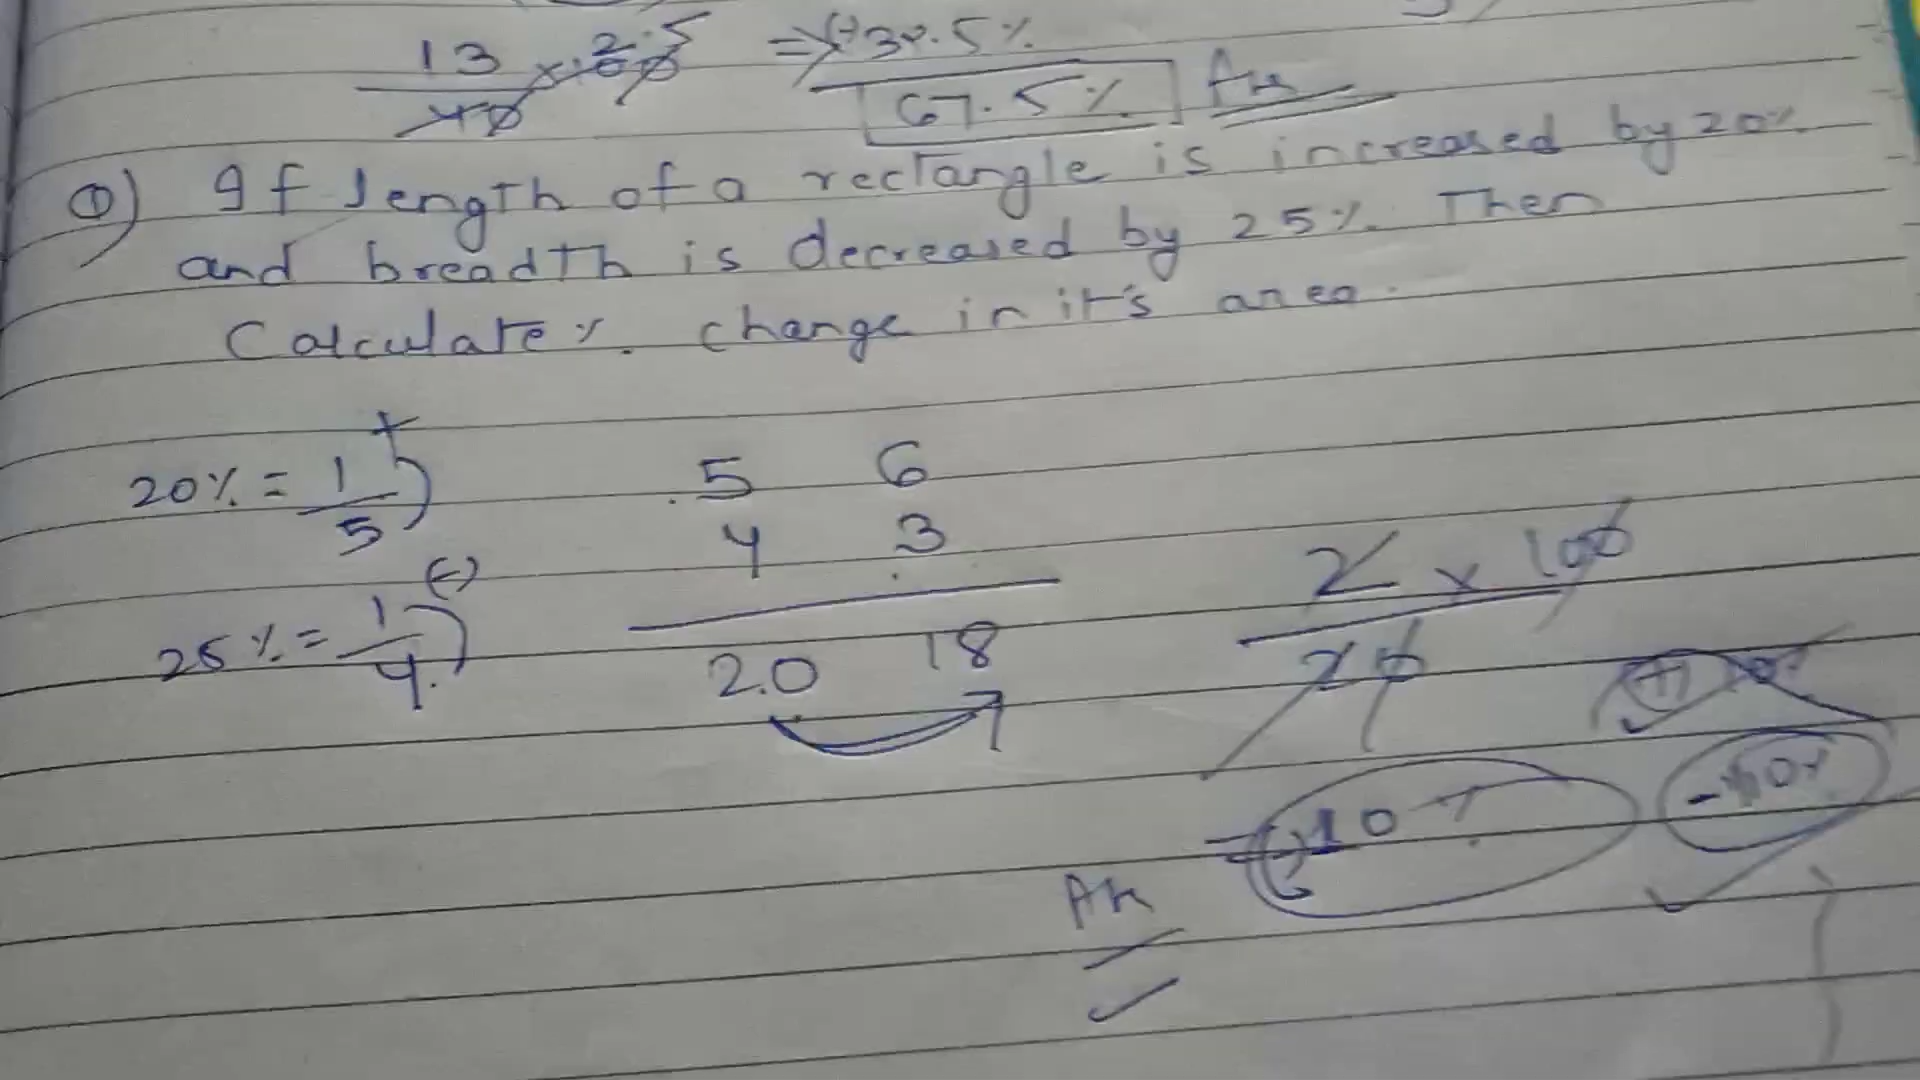 13 × 2.5 => (+) 32.5%
40
67.5% Ans
Q) If length of a rectangle is increased by 20%
and breadth is decreased by 25%. Then
Calculate %. change in it's area.
20% = 1/5 +
25% = 1/4 (-)
5 6
4 3
20 18
2 × 100
20
= (-) 10% -10%
Ans